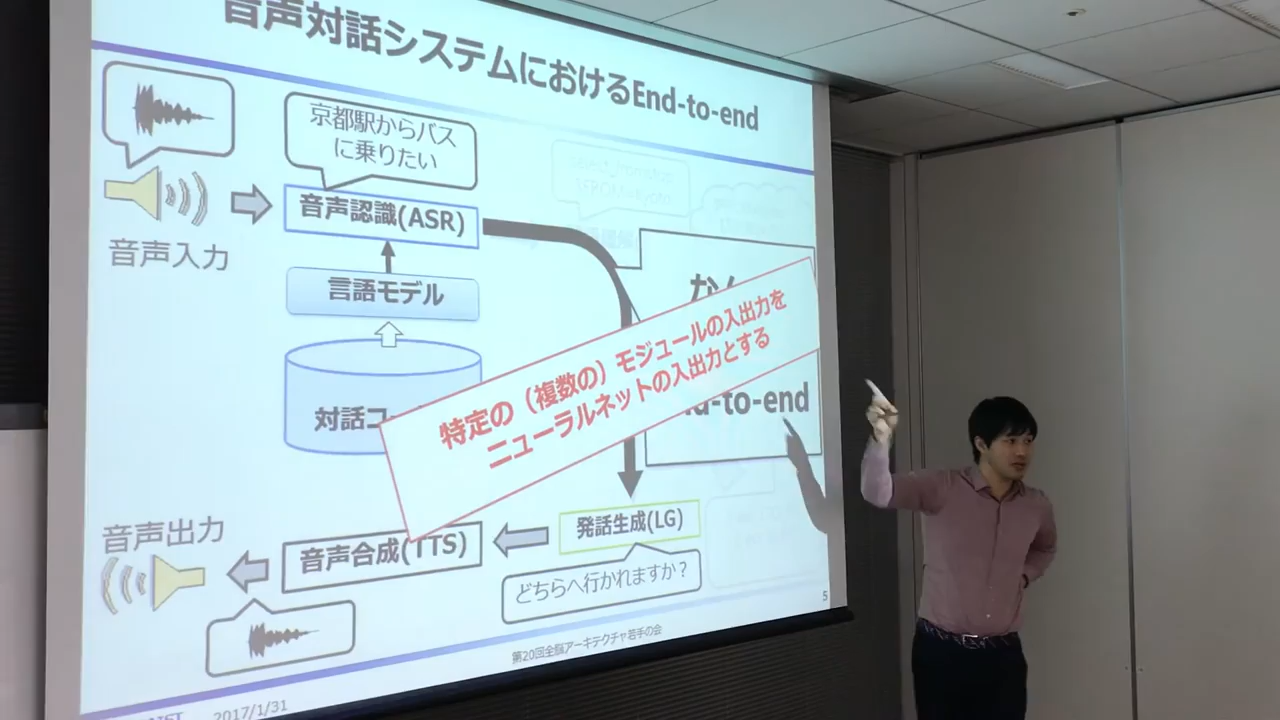 音声対話システムにおけるEnd-to-end
京都駅からバス
に乗りたい
音声認識(ASR)
音声入力
言語モデル
対話コ
特定の（複数の）モジュールの入出力を
ニューラルネットの入出力とする
d-to-end
音声出力
音声合成(TTS)
発話生成(LG)
どちらへ行かれますか？
5
第20回全脳アーキテクチャ若手の会
2017/1/31